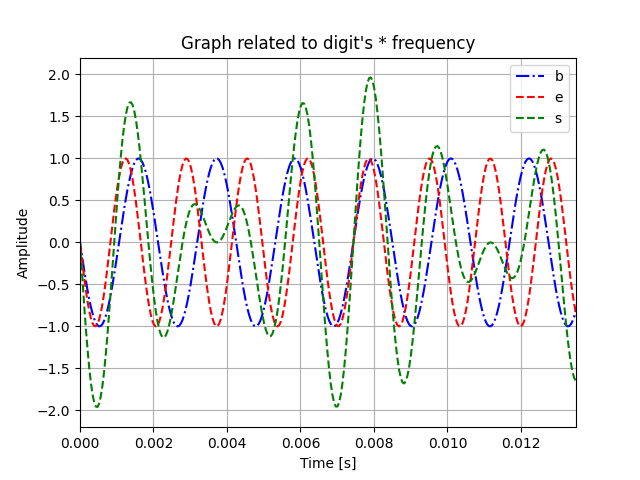 Graph related to digit's * frequency
b
e
s
Amplitude
2.0
1.5
1.0
0.5
0.0
−0.5
−1.0
−1.5
−2.0
0.000 0.002 0.004 0.006 0.008 0.010 0.012
Time [s]